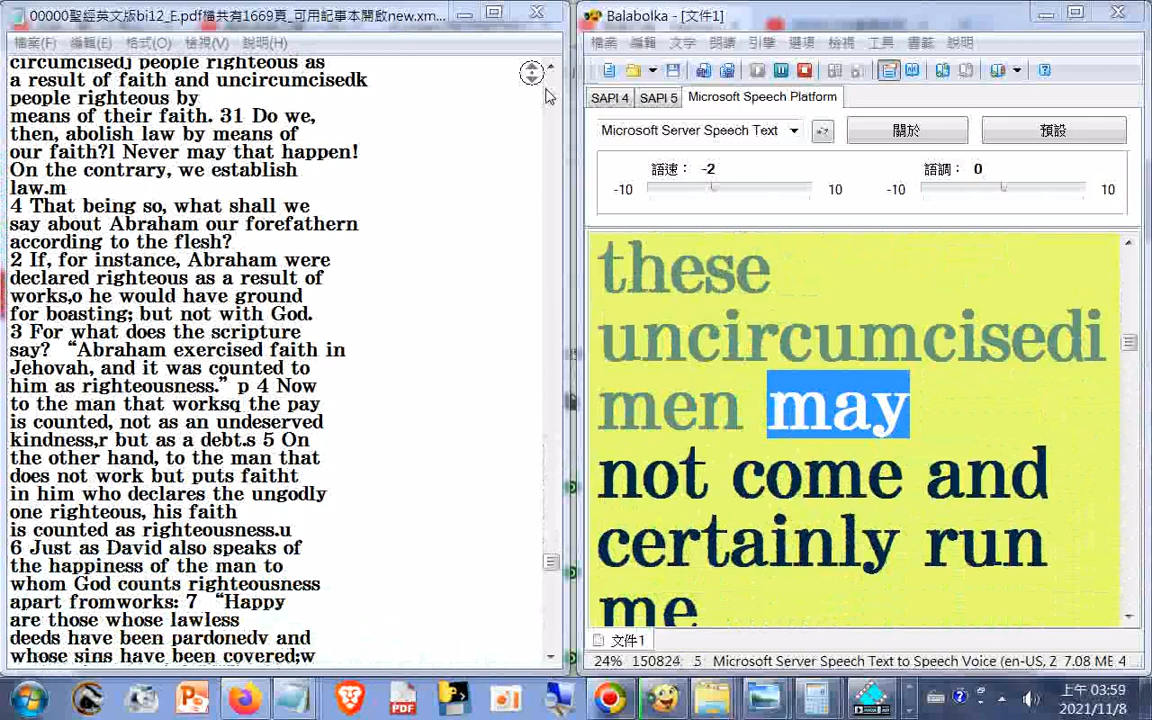 00000聖經英文版bi12_E.pdf檔共有1669頁_可用記事本開啟new.xm...
檔案(F) 編輯(E) 格式(O) 檢視(V) 說明(H)
circumcisedj people righteous as
a result of faith and uncircumcisedk
people righteous by
means of their faith. 31 Do we,
then, abolish law by means of
our faith?l Never may that happen!
On the contrary, we establish
law.m
4 That being so, what shall we
say about Abraham our forefathern
according to the flesh?
2 If, for instance, Abraham were
declared righteous as a result of
works,o he would have ground
for boasting; but not with God.
3 For what does the scripture
say? “Abraham exercised faith in
Jehovah, and it was counted to
him as righteousness.” p 4 Now
to the man that worksq the pay
is counted, not as an undeserved
kindness,r but as a debt.s 5 On
the other hand, to the man that
does not work but puts faitht
in him who declares the ungodly
one righteous, his faith
is counted as righteousness.u
6 Just as David also speaks of
the happiness of the man to
whom God counts righteousness
apart fromworks: 7 “Happy
are those whose lawless
deeds have been pardonedv and
whose sins have been covered;w
Balabolka - [文件1]
檔案 編輯 文字 朗讀 引擎 選項 檢視 工具 書籤 說明
SAPI 4 SAPI 5 Microsoft Speech Platform
Microsoft Server Speech Text 關於 預設
語速： -2 語調： 0
-10 10 -10 10
these
uncircumcisedi
men may
not come and
certainly run
me
文件1
24% 150824 5 Microsoft Server Speech Text to Speech Voice (en-US, 2 7.08 ME 4
PDF
上午 03:59
2021/11/8